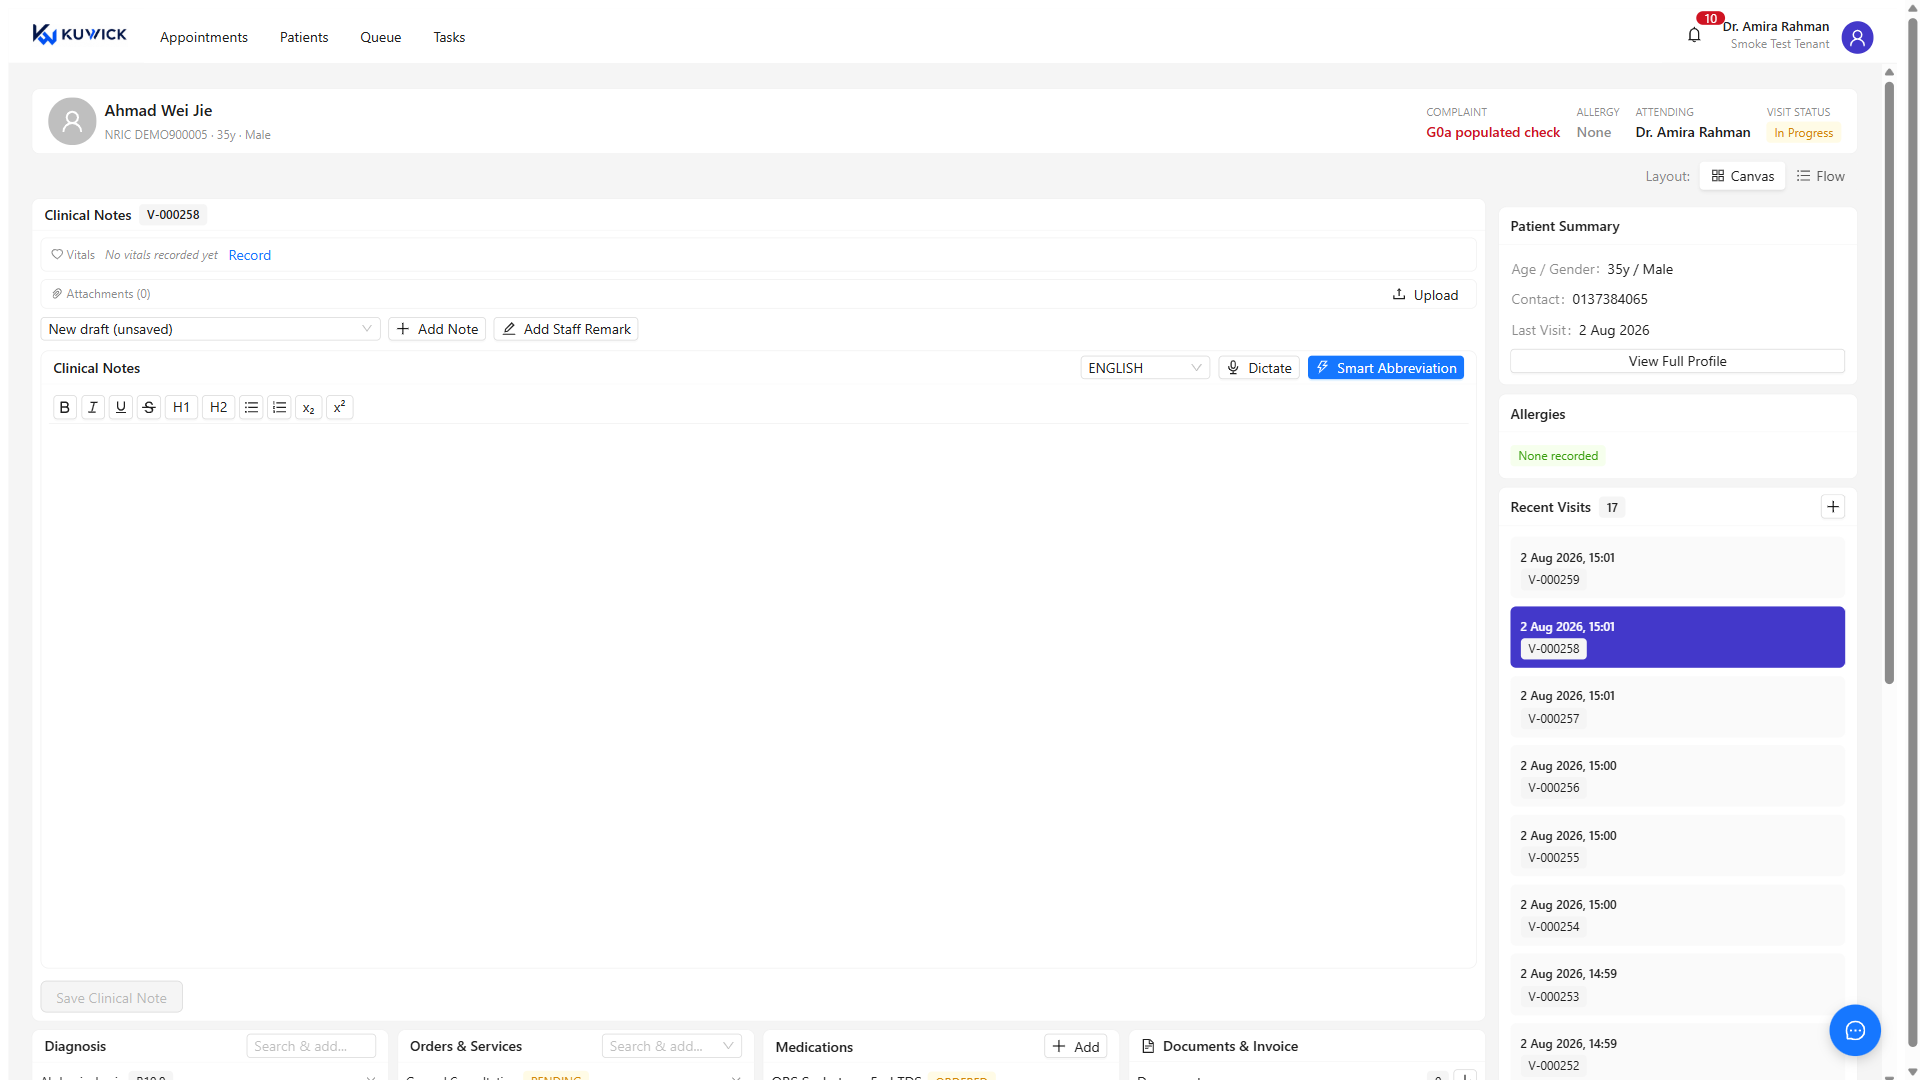 KUWICK
Appointments
Patients
Queue
Tasks
10
Dr. Amira Rahman
Smoke Test Tenant
Ahmad Wei Jie
NRIC DEMO900005 · 35y · Male
COMPLAINT
G0a populated check
ALLERGY
None
ATTENDING
Dr. Amira Rahman
VISIT STATUS
In Progress
Layout:
Canvas
Flow
Clinical Notes V-000258
Vitals No vitals recorded yet Record
Attachments (0)
Upload
New draft (unsaved)
Add Note
Add Staff Remark
Clinical Notes
ENGLISH
Dictate
Smart Abbreviation
B I U S H1 H2 x₂ x²
Save Clinical Note
Patient Summary
Age / Gender: 35y / Male
Contact: 0137384065
Last Visit: 2 Aug 2026
View Full Profile
Allergies
None recorded
Recent Visits 17
2 Aug 2026, 15:01
V-000259
2 Aug 2026, 15:01
V-000258
2 Aug 2026, 15:01
V-000257
2 Aug 2026, 15:00
V-000256
2 Aug 2026, 15:00
V-000255
2 Aug 2026, 15:00
V-000254
2 Aug 2026, 14:59
V-000253
2 Aug 2026, 14:59
V-000252
Diagnosis
Search & add...
Orders & Services
Search & add...
PENDING
Medications
Add
ORDERED
Documents & Invoice